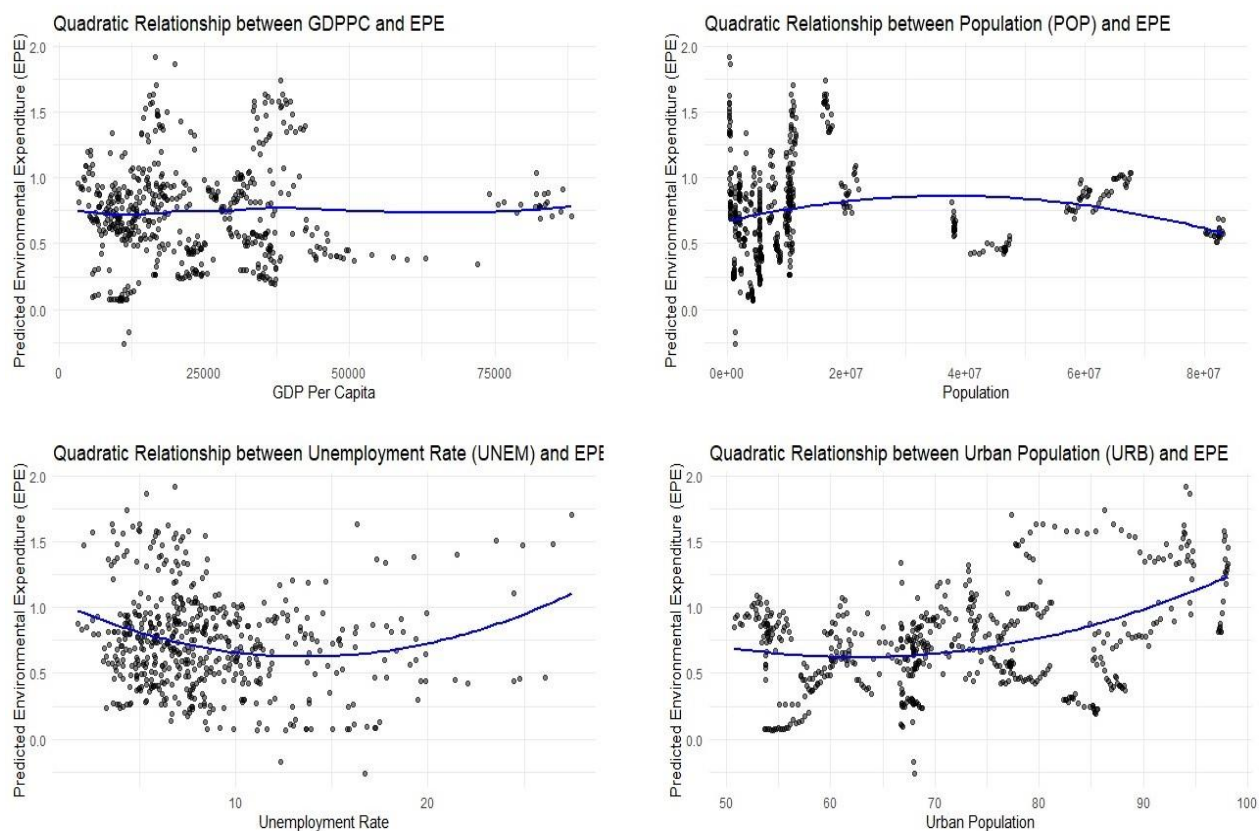 Quadratic Relationship between GDPPC and EPE
Predicted Environmental Expenditure (EPE)
2.0
1.5
1.0
0.5
0.0
0
25000
50000
75000
GDP Per Capita
Quadratic Relationship between Population (POP) and EPE
Predicted Environmental Expenditure (EPE)
2.0
1.5
1.0
0.5
0.0
0e+00
2e+07
4e+07
6e+07
8e+07
Population
Quadratic Relationship between Unemployment Rate (UNEM) and EPE
Predicted Environmental Expenditure (EPE)
2.0
1.5
1.0
0.5
0.0
10
20
Unemployment Rate
Quadratic Relationship between Urban Population (URB) and EPE
Predicted Environmental Expenditure (EPE)
2.0
1.5
1.0
0.5
0.0
50
60
70
80
90
100
Urban Population